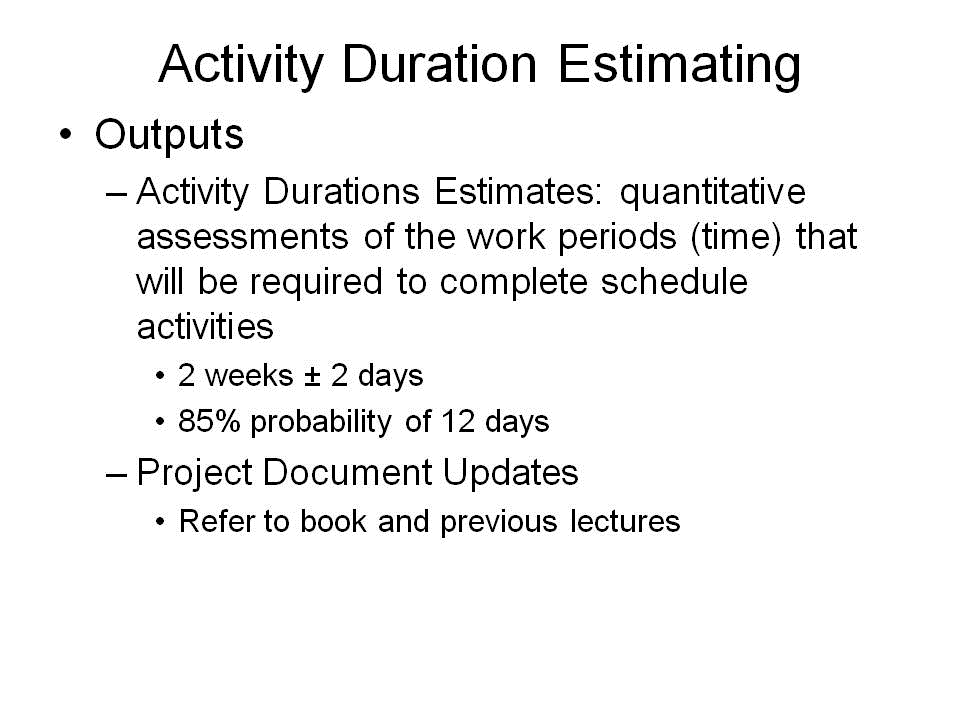 Activity Duration Estimating
• Outputs
– Activity Durations Estimates: quantitative
assessments of the work periods (time) that
will be required to complete schedule
activities
• 2 weeks ± 2 days
• 85% probability of 12 days
– Project Document Updates
• Refer to book and previous lectures